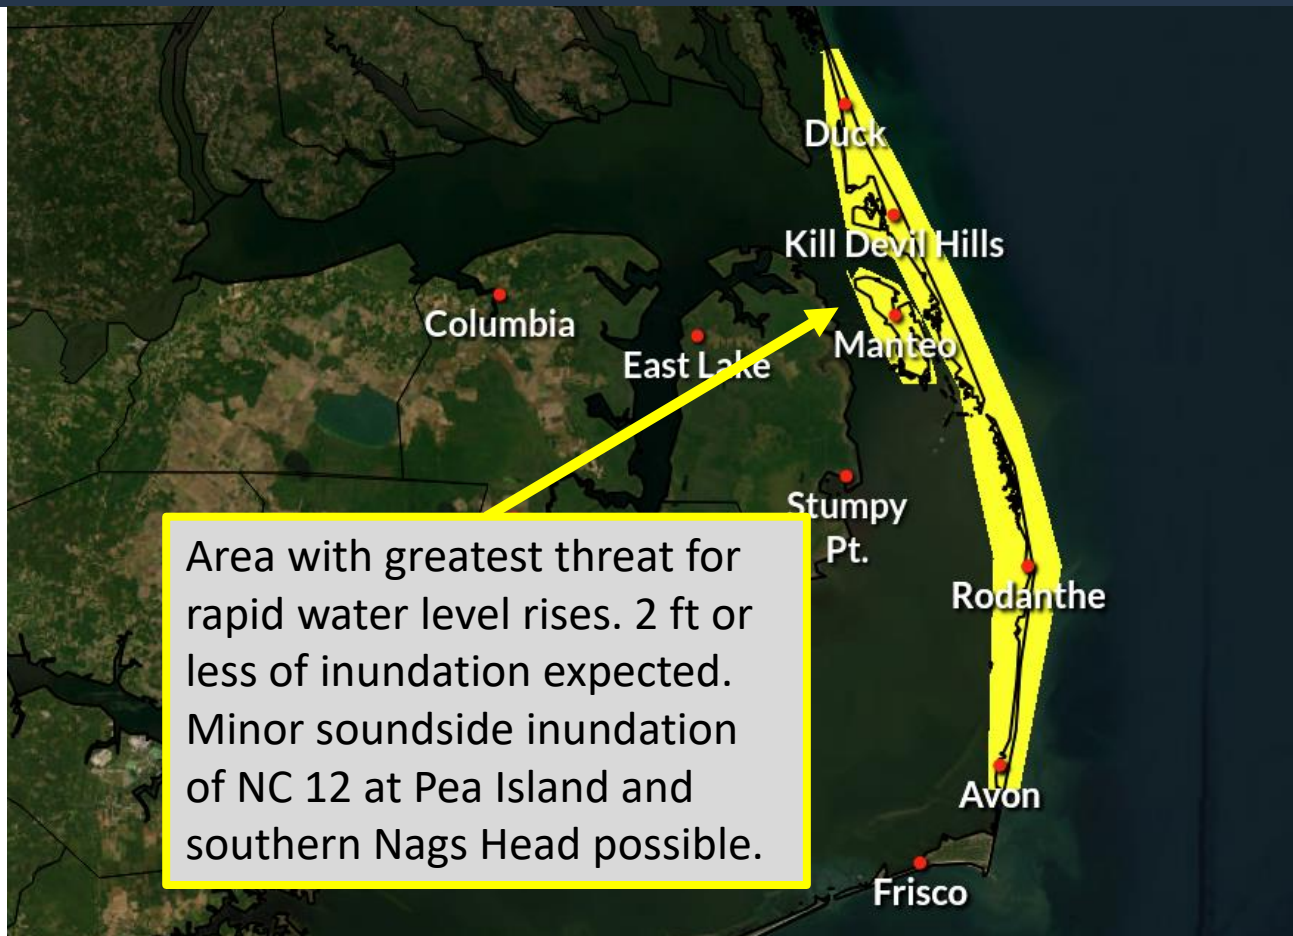 Duck
Kill Devil Hills
Columbia
East Lake
Manteo
Stumpy
Pt.
Area with greatest threat for
rapid water level rises. 2 ft or
less of inundation expected.
Minor soundside inundation
of NC 12 at Pea Island and
southern Nags Head possible.
Rodanthe
Avon
Frisco